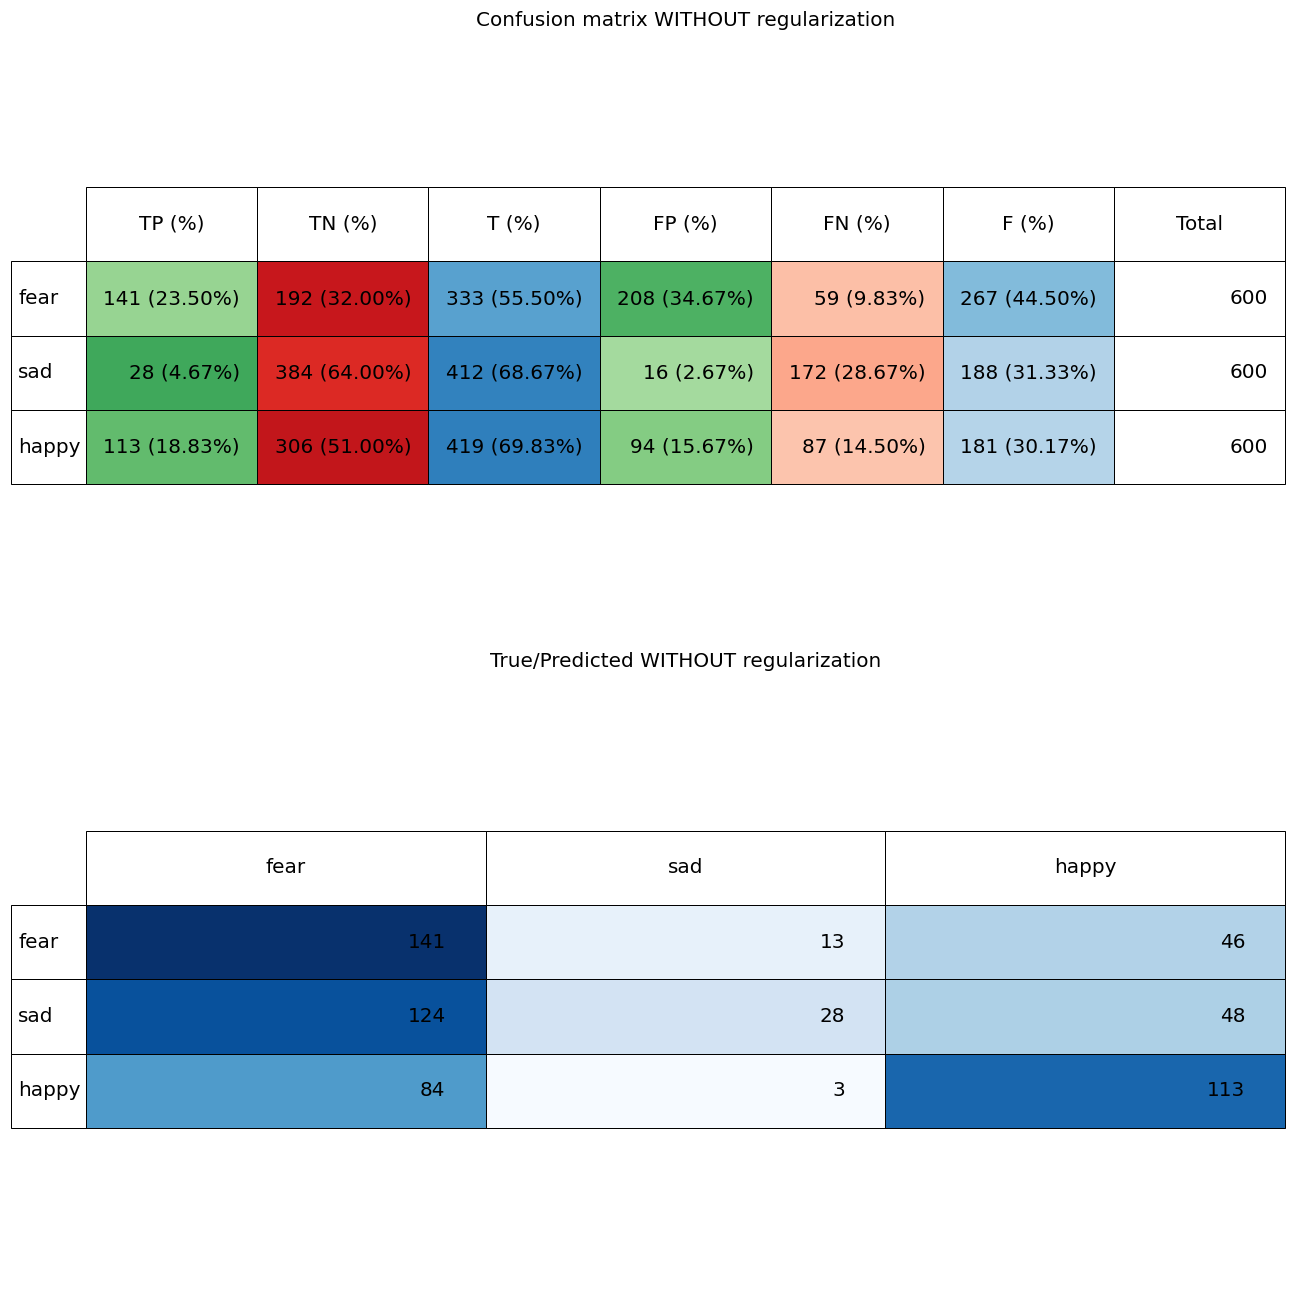 Confusion matrix WITHOUT regularization
TP (%) TN (%) T (%) FP (%) FN (%) F (%) Total
fear 141 (23.50%) 192 (32.00%) 333 (55.50%) 208 (34.67%) 59 (9.83%) 267 (44.50%) 600
sad 28 (4.67%) 384 (64.00%) 412 (68.67%) 16 (2.67%) 172 (28.67%) 188 (31.33%) 600
happy 113 (18.83%) 306 (51.00%) 419 (69.83%) 94 (15.67%) 87 (14.50%) 181 (30.17%) 600
True/Predicted WITHOUT regularization
fear sad happy
fear 141 13 46
sad 124 28 48
happy 84 3 113